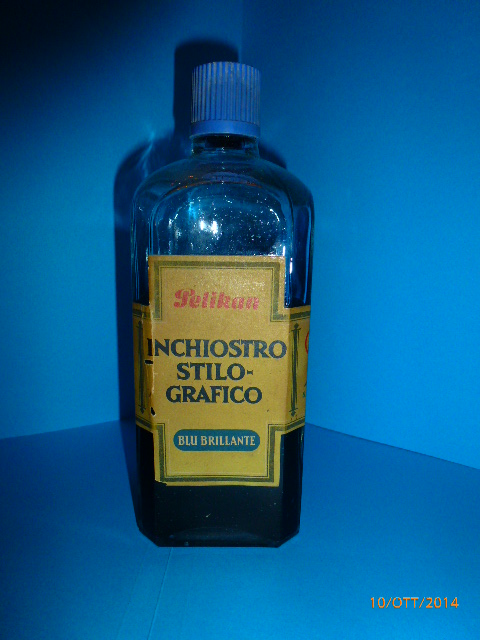 Pelikan
INCHIOSTRO
STILO-
GRAFICO
BLU BRILLANTE
10/OTT/2014